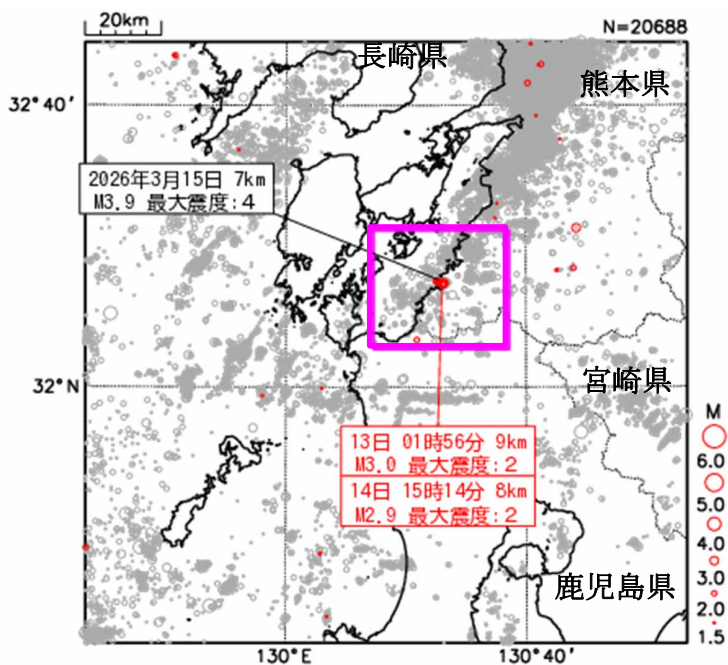 20km
N=20688
長崎県
熊本県
32°40′
2026年3月15日 7km
M3.9 最大震度:4
32°N
宮崎県
M
13日 01時56分 9km
M3.0 最大震度:2
14日 15時14分 8km
M2.9 最大震度:2
6.0
5.0
4.0
3.0
2.0
1.5
鹿児島県
130°E
130°40′